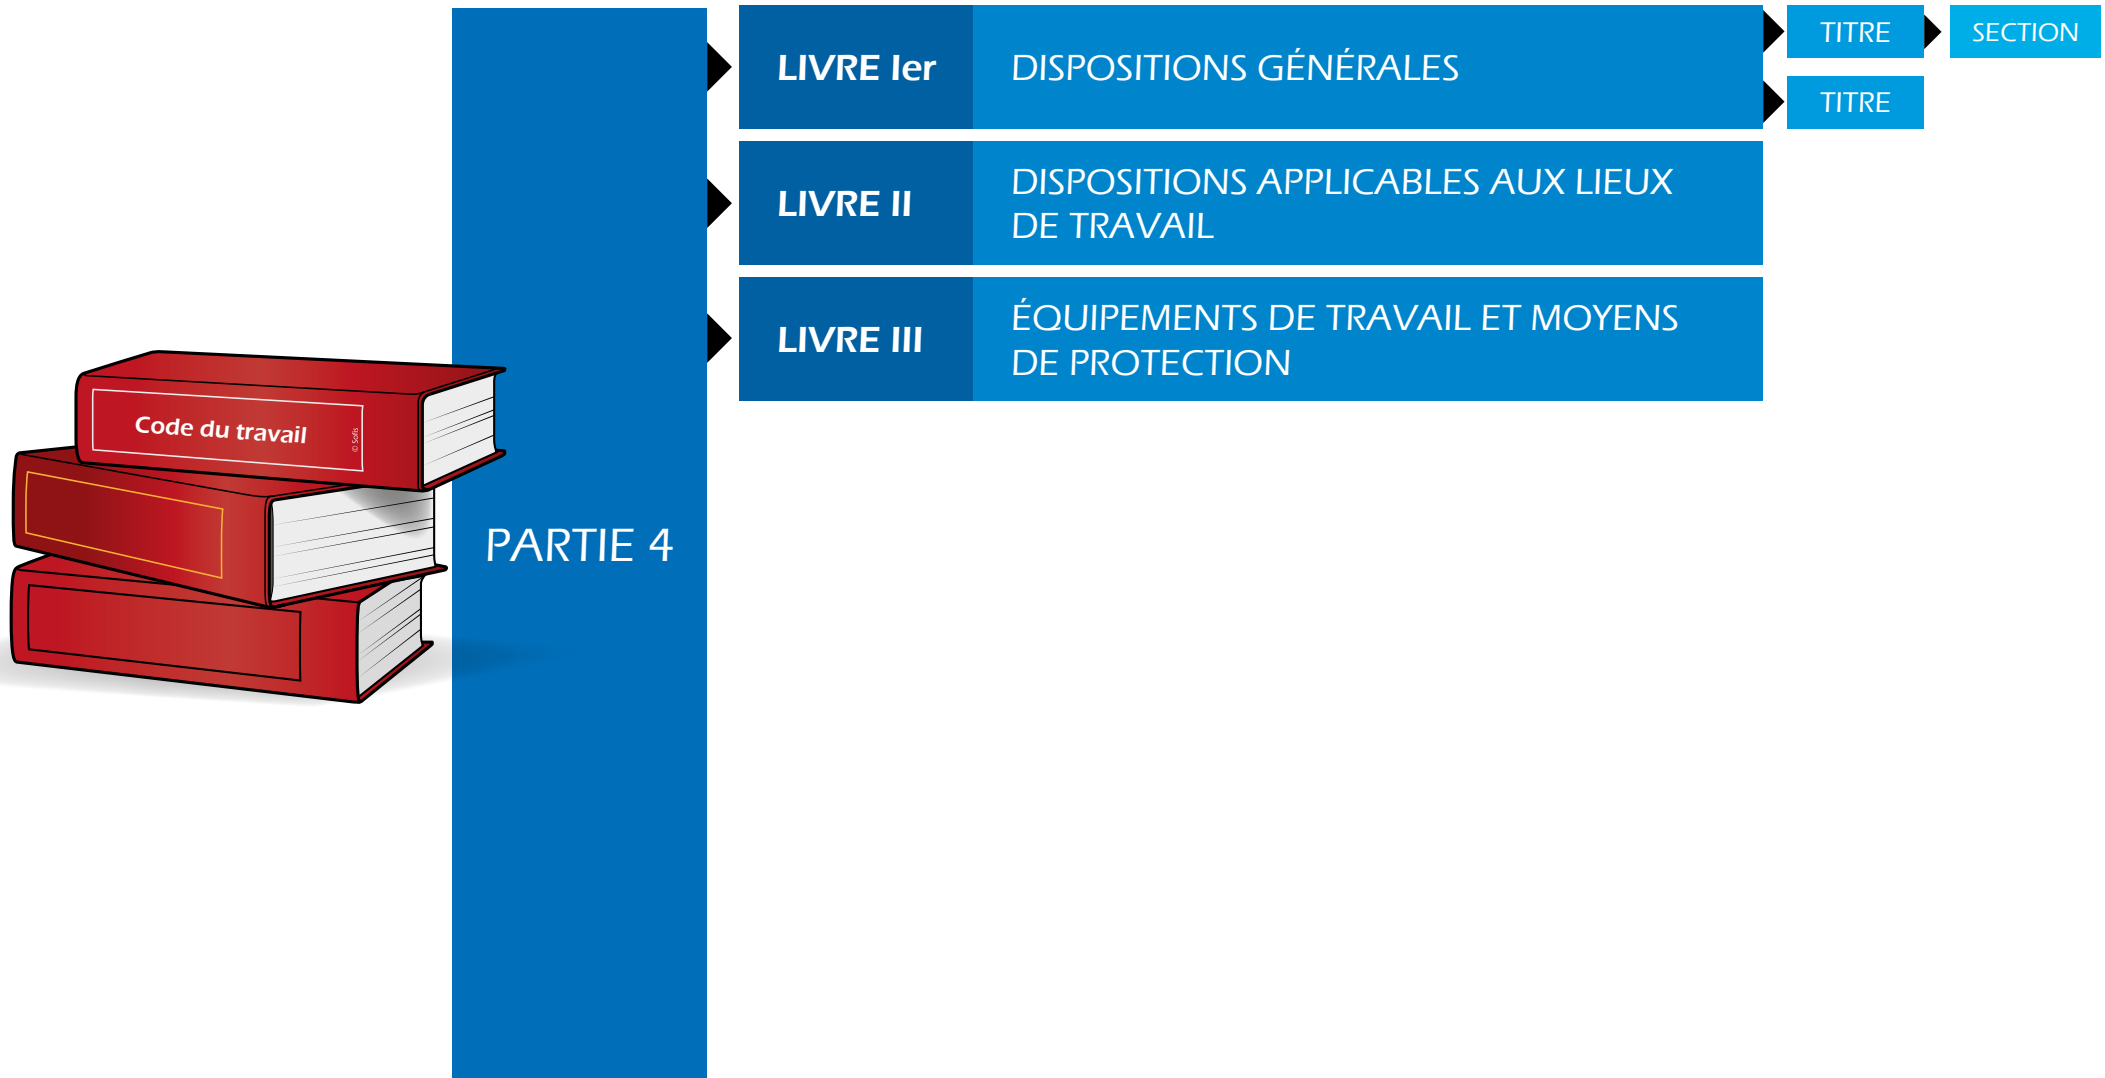 LIVRE Ier
DISPOSITIONS GÉNÉRALES
TITRE
SECTION
TITRE
LIVRE II
DISPOSITIONS APPLICABLES AUX LIEUX
DE TRAVAIL
LIVRE III
ÉQUIPEMENTS DE TRAVAIL ET MOYENS
DE PROTECTION
Code du travail
© Sofis
PARTIE 4